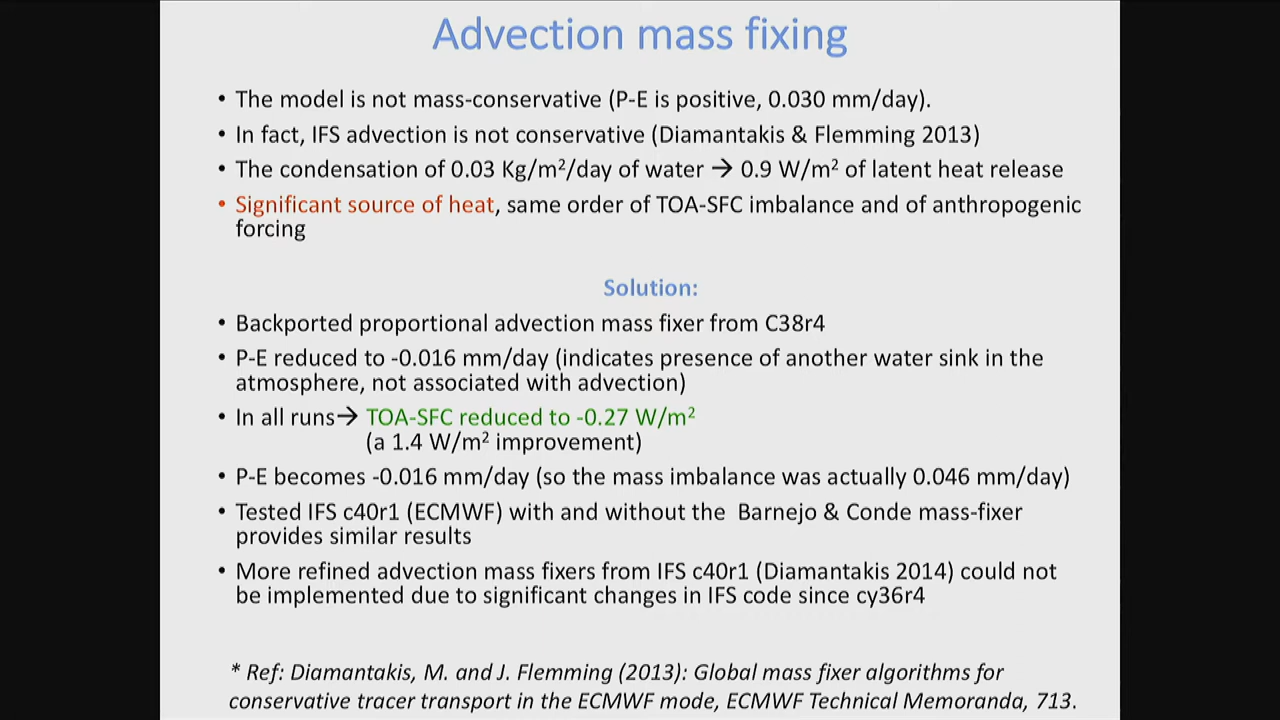 Advection mass fixing
• The model is not mass-conservative (P-E is positive, 0.030 mm/day).
• In fact, IFS advection is not conservative (Diamantakis & Flemming 2013)
• The condensation of 0.03 Kg/m²/day of water → 0.9 W/m² of latent heat release
• Significant source of heat, same order of TOA-SFC imbalance and of anthropogenic
forcing
Solution:
• Backported proportional advection mass fixer from C38r4
• P-E reduced to -0.016 mm/day (indicates presence of another water sink in the
atmosphere, not associated with advection)
• In all runs→ TOA-SFC reduced to -0.27 W/m²
(a 1.4 W/m² improvement)
• P-E becomes -0.016 mm/day (so the mass imbalance was actually 0.046 mm/day)
• Tested IFS c40r1 (ECMWF) with and without the Barnejo & Conde mass-fixer
provides similar results
• More refined advection mass fixers from IFS c40r1 (Diamantakis 2014) could not
be implemented due to significant changes in IFS code since cy36r4
* Ref: Diamantakis, M. and J. Flemming (2013): Global mass fixer algorithms for
conservative tracer transport in the ECMWF mode, ECMWF Technical Memoranda, 713.